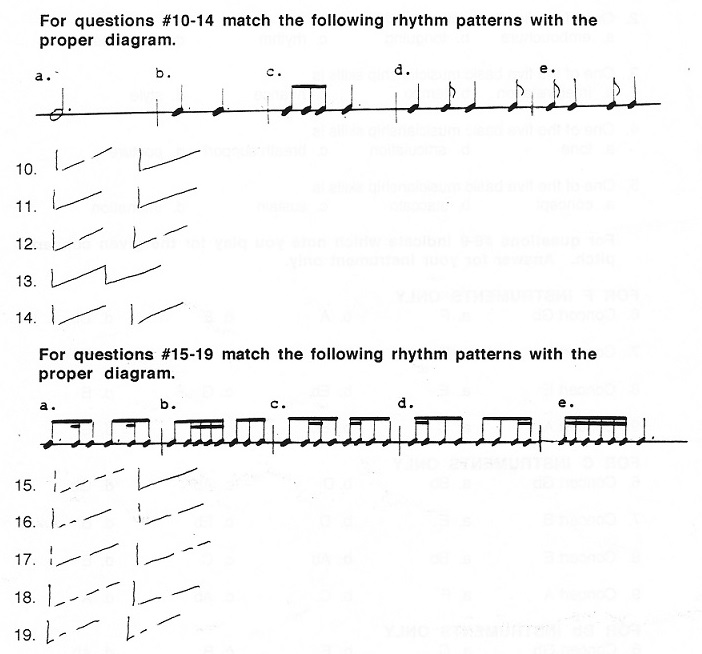 For questions #10-14 match the following rhythm patterns with the
proper diagram.
a. b. c. d. e.
10.
11.
12.
13.
14.
For questions #15-19 match the following rhythm patterns with the
proper diagram.
a. b. c. d. e.
15.
16.
17.
18.
19.